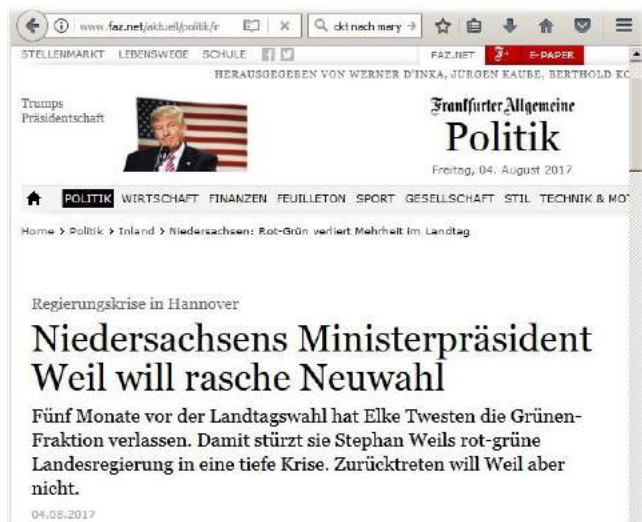 www.faz.net/aktuell/politik/ir
ckt nach mary
STELLENMARKT LEBENSWEGE SCHULE
FAZ.NET F+ E-PAPER
HERAUSGEGEBEN VON WERNER D'INKA, JÜRGEN KAUBE, BERTHOLD KO
Trumps
Präsidentschaft
Frankfurter Allgemeine
Politik
Freitag, 04. August 2017
POLITIK WIRTSCHAFT FINANZEN FEUILLETON SPORT GESELLSCHAFT STIL TECHNIK & MOT
Home > Politik > Inland > Niedersachsen: Rot-Grün verliert Mehrheit im Landtag
Regierungskrise in Hannover
Niedersachsens Ministerpräsident
Weil will rasche Neuwahl
Fünf Monate vor der Landtagswahl hat Elke Twesten die Grünen-
Fraktion verlassen. Damit stürzt sie Stephan Weils rot-grüne
Landesregierung in eine tiefe Krise. Zurücktreten will Weil aber
nicht.
04.08.2017